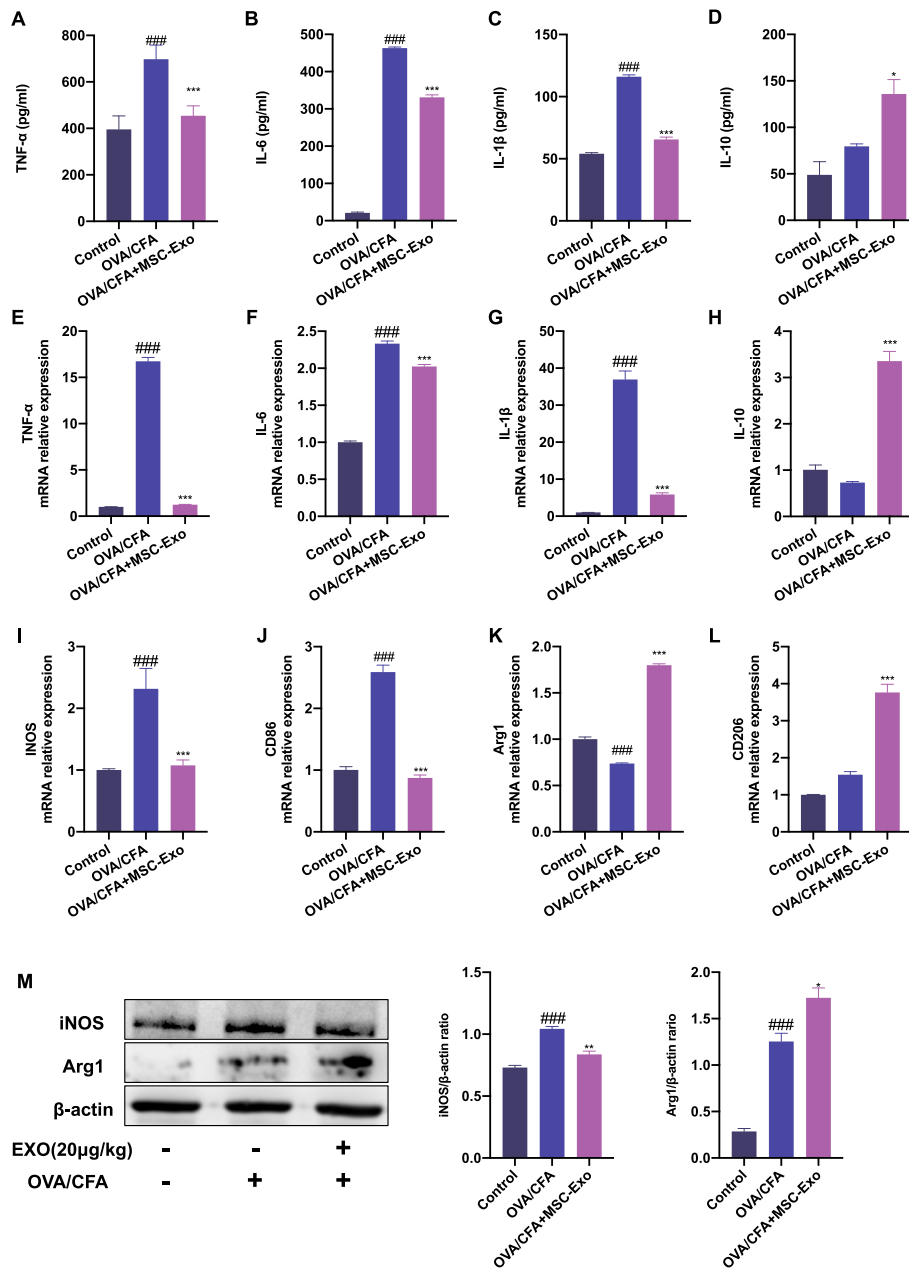 A
TNF-α (pg/ml)
800
600
400
200
0
###
***
Control
OVA/CFA
OVA/CFA+MSC-Exo
B
IL-6 (pg/ml)
500
400
300
200
100
0
###
***
Control
OVA/CFA
OVA/CFA+MSC-Exo
C
IL-1β (pg/ml)
150
100
50
0
###
***
Control
OVA/CFA
OVA/CFA+MSC-Exo
D
IL-10 (pg/ml)
200
150
100
50
0
*
Control
OVA/CFA
OVA/CFA+MSC-Exo
E
TNF-α
mRNA relative expression
20
15
10
5
0
###
***
Control
OVA/CFA
OVA/CFA+MSC-Exo
F
IL-6
mRNA relative expression
2.5
2.0
1.5
1.0
0.5
0.0
###
***
Control
OVA/CFA
OVA/CFA+MSC-Exo
G
IL-1β
mRNA relative expression
60
40
20
10
5
0
###
***
Control
OVA/CFA
OVA/CFA+MSC-Exo
H
IL-10
mRNA relative expression
4
3
2
1
0
***
Control
OVA/CFA
OVA/CFA+MSC-Exo
I
INOS
mRNA relative expression
3
2
1
0
###
***
Control
OVA/CFA
OVA/CFA+MSC-Exo
J
CD86
mRNA relative expression
3
2
1
0
###
***
Control
OVA/CFA
OVA/CFA+MSC-Exo
K
Arg1
mRNA relative expression
2.0
1.5
1.0
0.5
0.0
###
***
Control
OVA/CFA
OVA/CFA+MSC-Exo
L
CD206
mRNA relative expression
5
4
3
2
1
0
***
Control
OVA/CFA
OVA/CFA+MSC-Exo
M
iNOS
Arg1
β-actin
EXO(20μg/kg) - - +
OVA/CFA - + +
iNOS/β-actin ratio
1.5
1.0
0.5
0.0
###
**
Control
OVA/CFA
OVA/CFA+MSC-Exo
Arg1/β-actin rario
2.0
1.5
1.0
0.5
0.0
###
*
Control
OVA/CFA
OVA/CFA+MSC-Exo